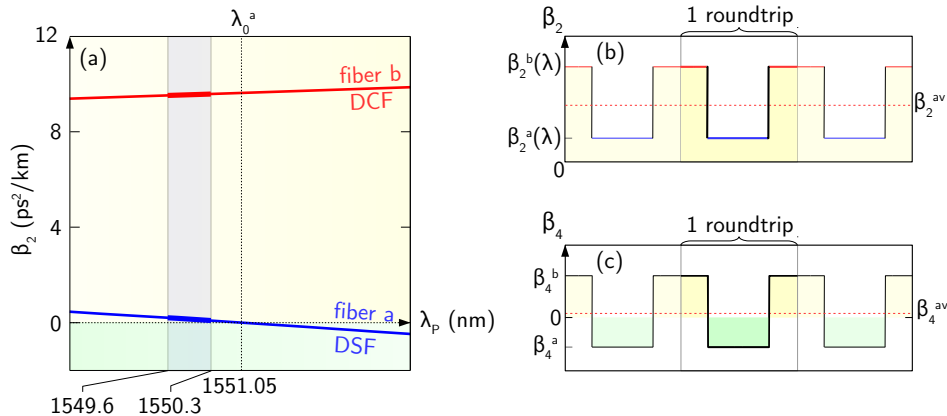 λ₀ᵃ
12
(a)
fiber b
DCF
8
β₂ (ps²/km)
4
fiber a
0
λₚ (nm)
DSF
1551.05
1549.6
1550.3
β₂
1 roundtrip
(b)
β₂ᵇ(λ)
β₂ᵃᵛ
β₂ᵃ(λ)
0
β₄
1 roundtrip
(c)
β₄ᵇ
β₄ᵃᵛ
0
β₄ᵃ